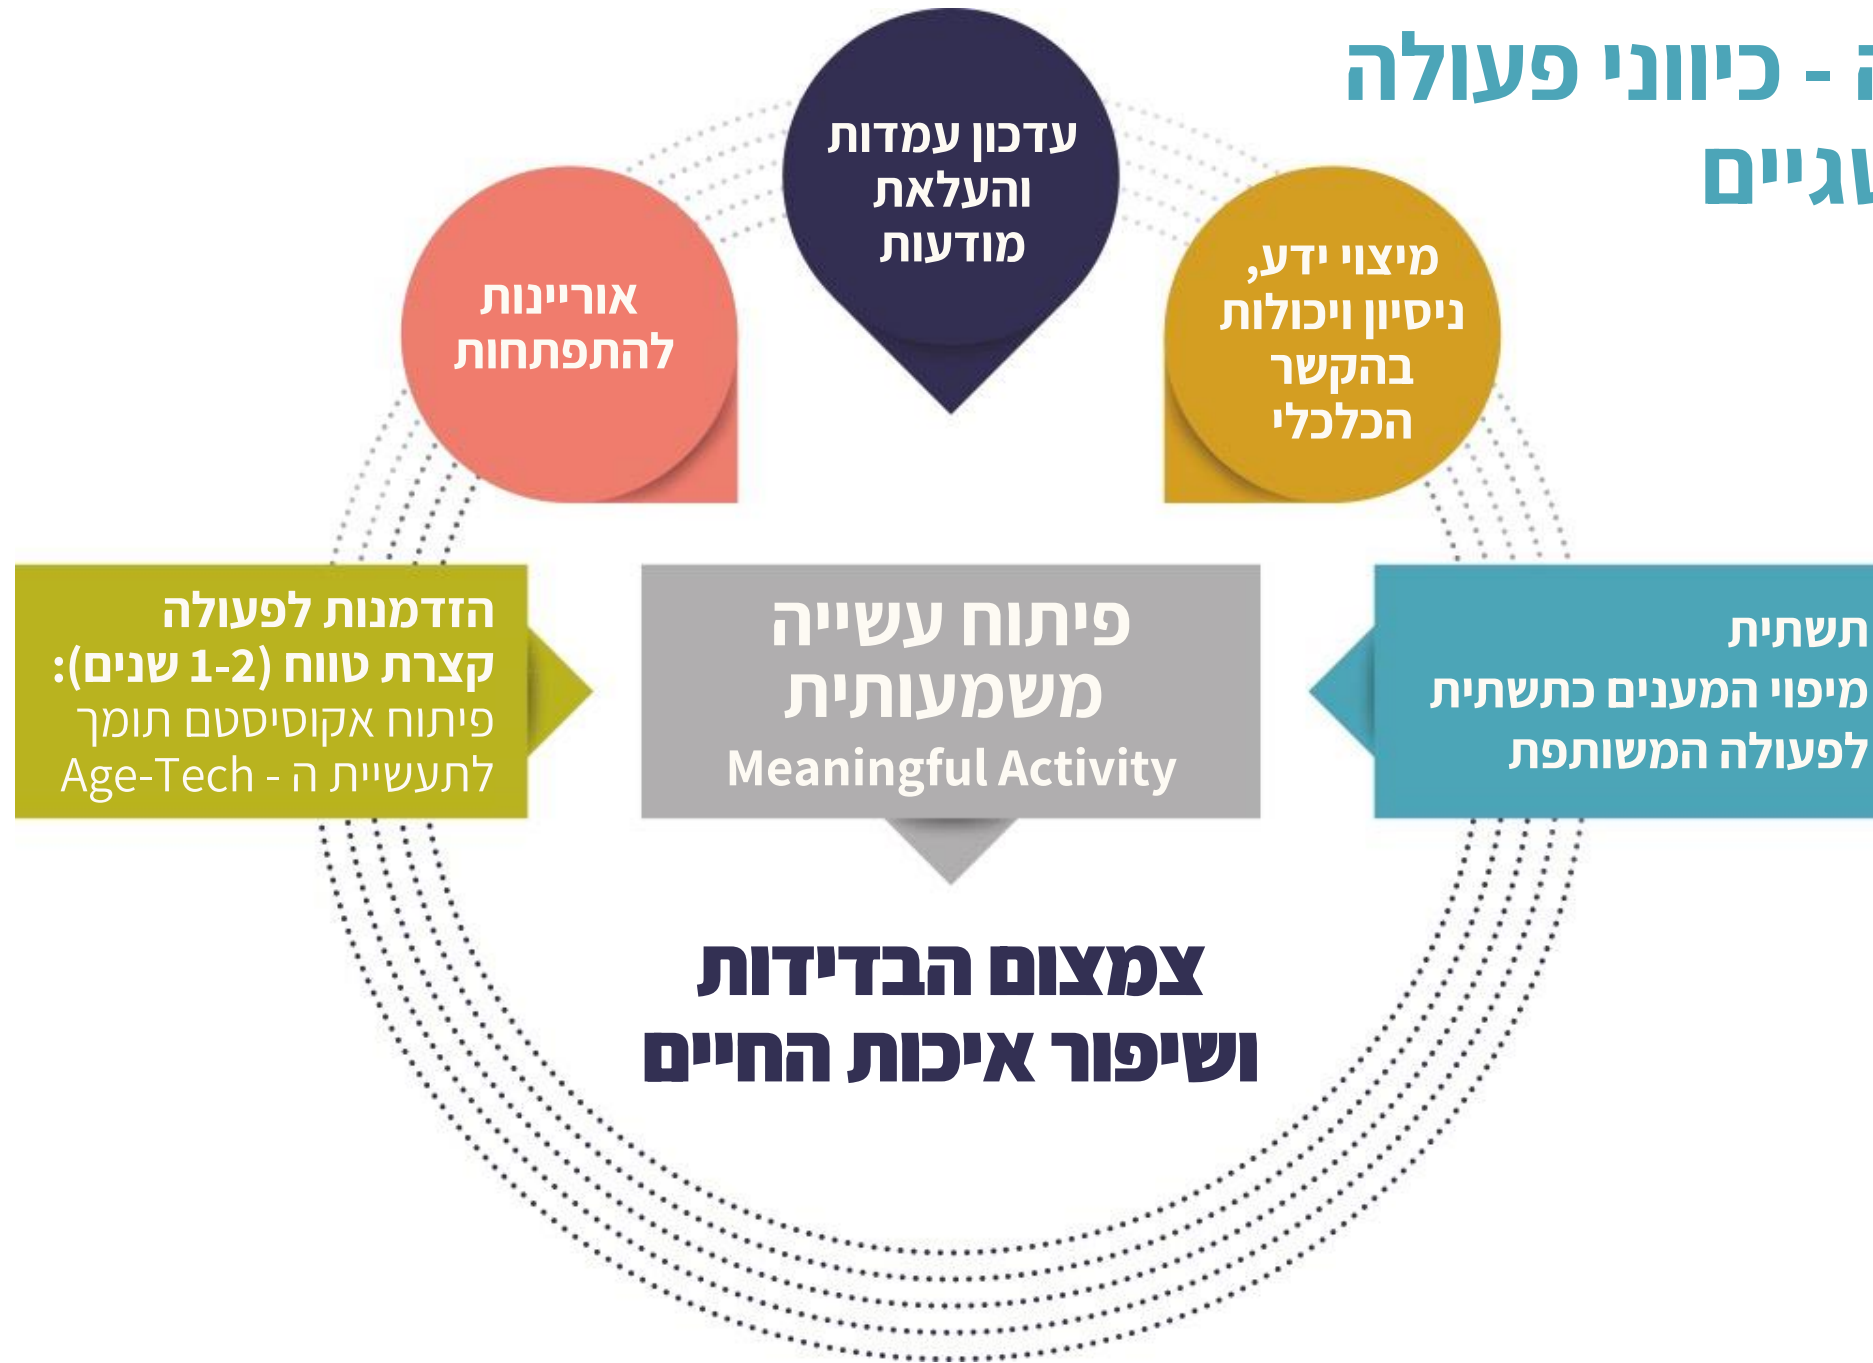 - כיווני פעולה
עדכון עמדות
והעלאת
מודעות
מיצוי ידע,
ניסיון ויכולות
בהקשר
הכלכלי
אוריינות
להתפתחות
תשתית
מיפוי המענים כתשתית
לפעולה המשותפת
פיתוח עשייה
משמעותית
Meaningful Activity
הזדמנות לפעולה
קצרת טווח (1-2 שנים):
פיתוח אקוסיסטם תומך
לתעשיית ה - Age-Tech
צמצום הבדידות
ושיפור איכות החיים